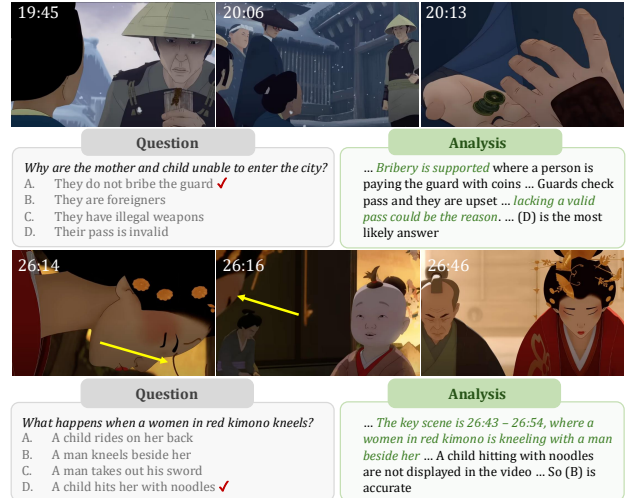 19:45
20:06
20:13
Question
Why are the mother and child unable to enter the city?
A. They do not bribe the guard ✓
B. They are foreigners
C. They have illegal weapons
D. Their pass is invalid
Analysis
... Bribery is supported where a person is
paying the guard with coins ... Guards check
pass and they are upset ... lacking a valid
pass could be the reason. ... (D) is the most
likely answer
26:14
26:16
26:46
Question
What happens when a women in red kimono kneels?
A. A child rides on her back
B. A man kneels beside her
C. A man takes out his sword
D. A child hits her with noodles ✓
Analysis
... The key scene is 26:43 – 26:54, where a
women in red kimono is kneeling with a man
beside her ... A child hitting with noodles
are not displayed in the video ... So (B) is
accurate